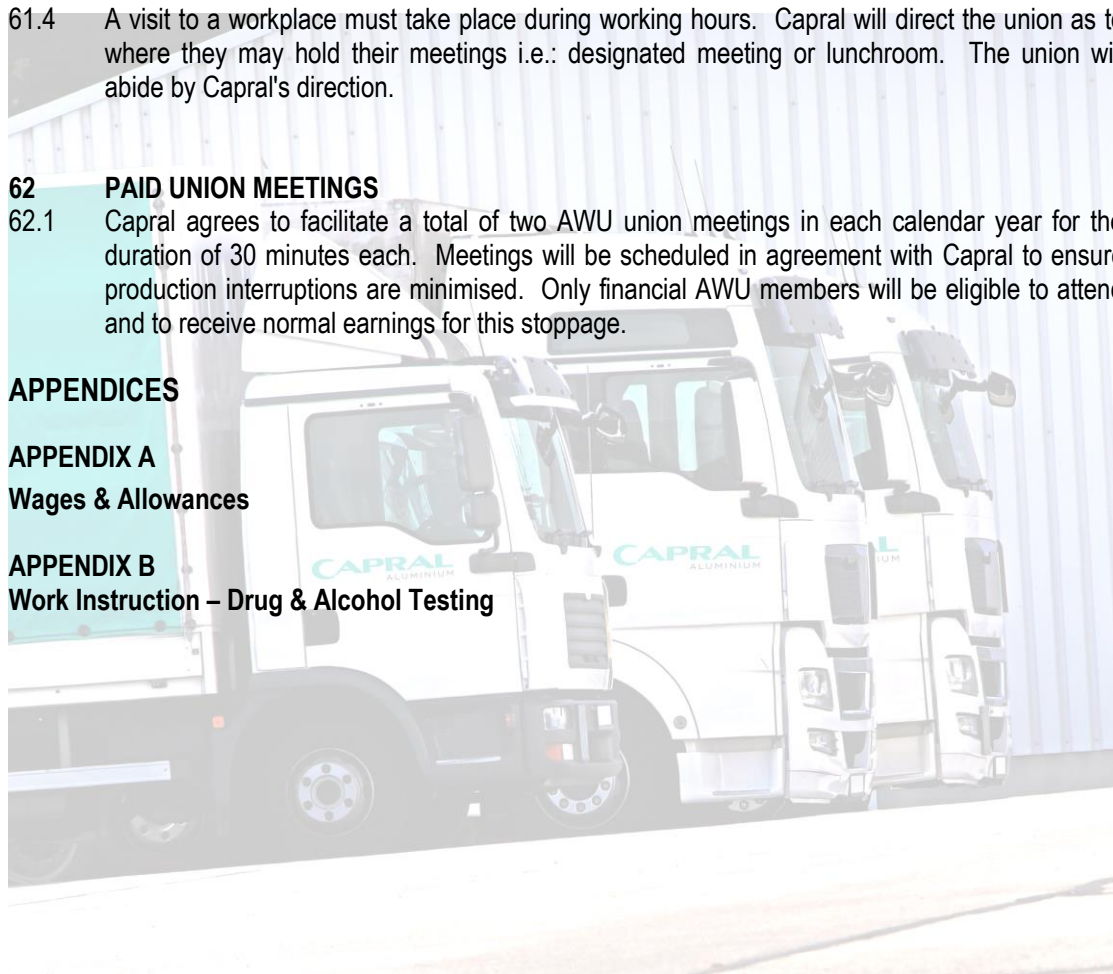 61.4 A visit to a workplace must take place during working hours. Capral will direct the union as to
where they may hold their meetings i.e.: designated meeting or lunchroom. The union wi
abide by Capral's direction.
62 PAID UNION MEETINGS
62.1 Capral agrees to facilitate a total of two AWU union meetings in each calendar year for the
duration of 30 minutes each. Meetings will be scheduled in agreement with Capral to ensure
production interruptions are minimised. Only financial AWU members will be eligible to attend
and to receive normal earnings for this stoppage.
APPENDICES
APPENDIX A
Wages & Allowances
APPENDIX B
Work Instruction – Drug & Alcohol Testing
CAPRAL
ALUMINIUM
CAPRAL
ALUMINIUM
L
IUM